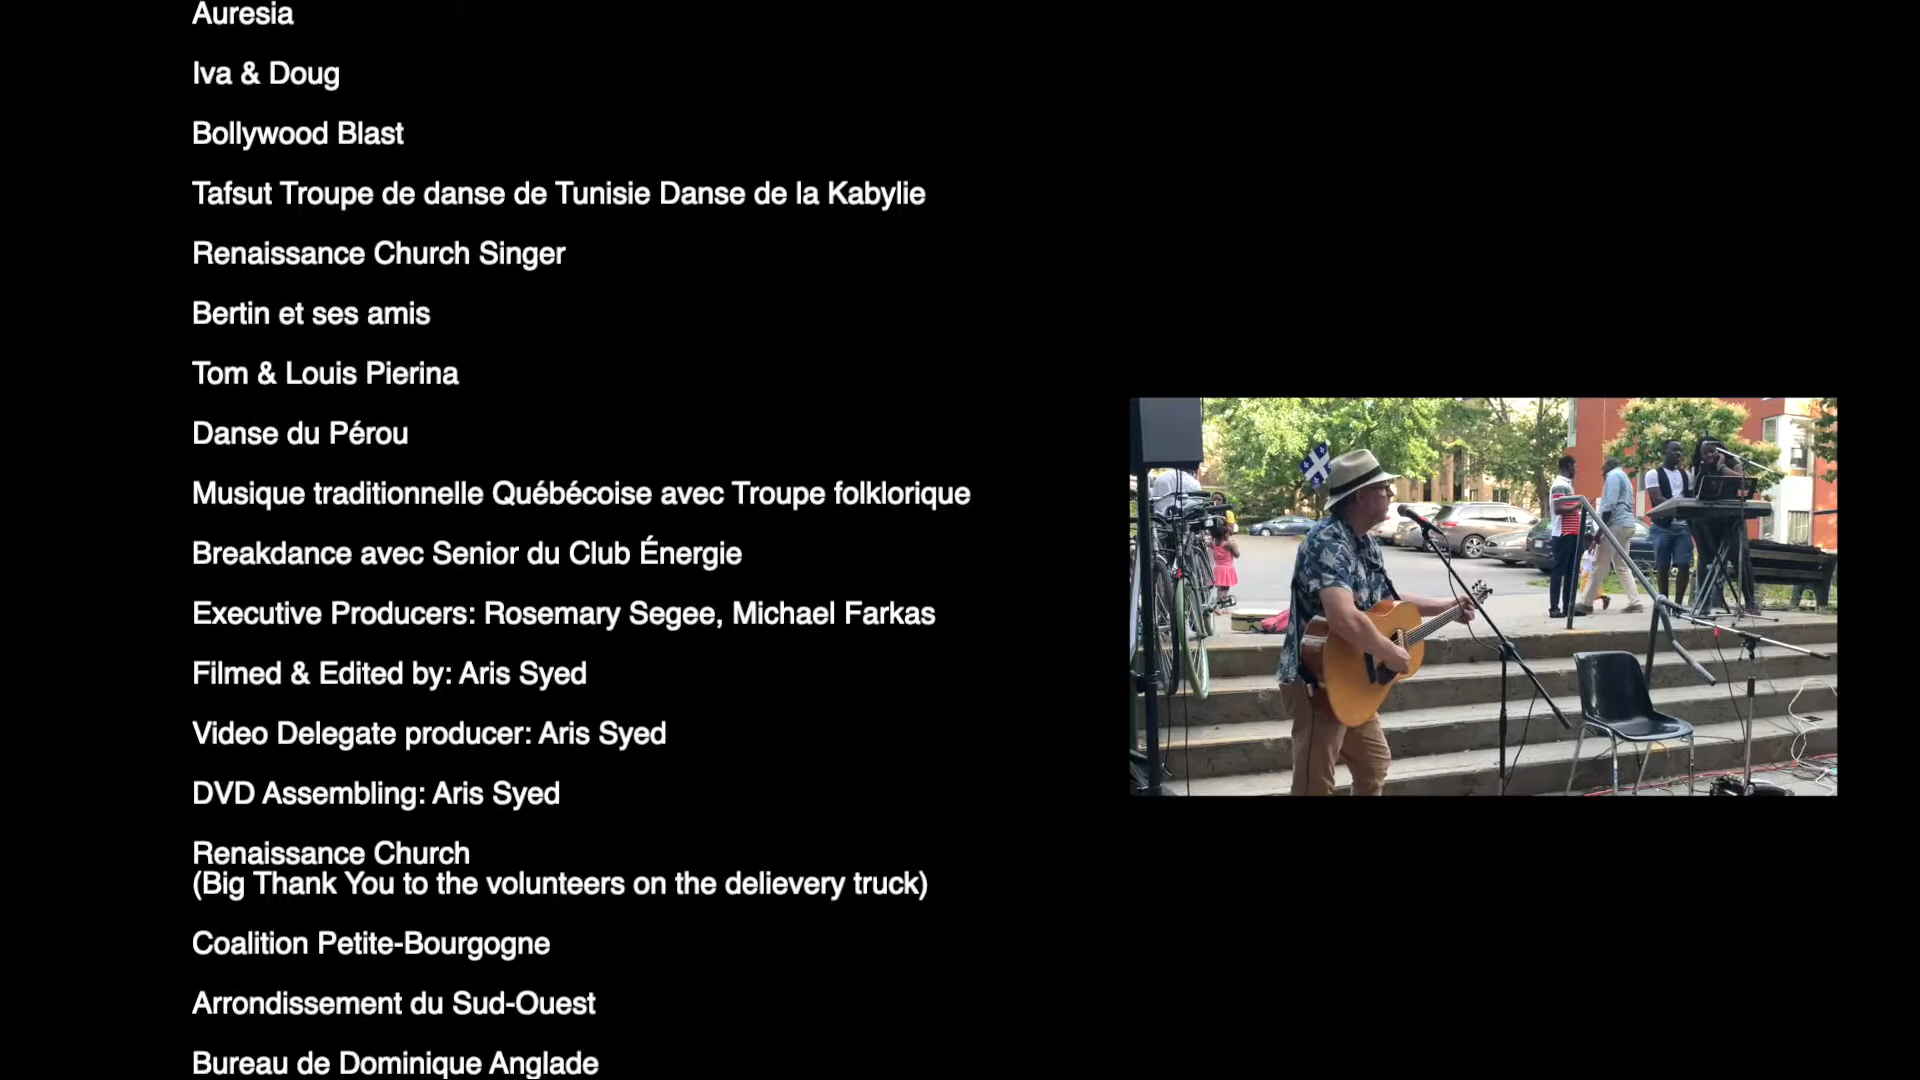 Auresia
Iva & Doug
Bollywood Blast
Tafsut Troupe de danse de Tunisie Danse de la Kabylie
Renaissance Church Singer
Bertin et ses amis
Tom & Louis Pierina
Danse du Pérou
Musique traditionnelle Québécoise avec Troupe folklorique
Breakdance avec Senior du Club Énergie
Executive Producers: Rosemary Segee, Michael Farkas
Filmed & Edited by: Aris Syed
Video Delegate producer: Aris Syed
DVD Assembling: Aris Syed
Renaissance Church
(Big Thank You to the volunteers on the delievery truck)
Coalition Petite-Bourgogne
Arrondissement du Sud-Ouest
Bureau de Dominique Anglade